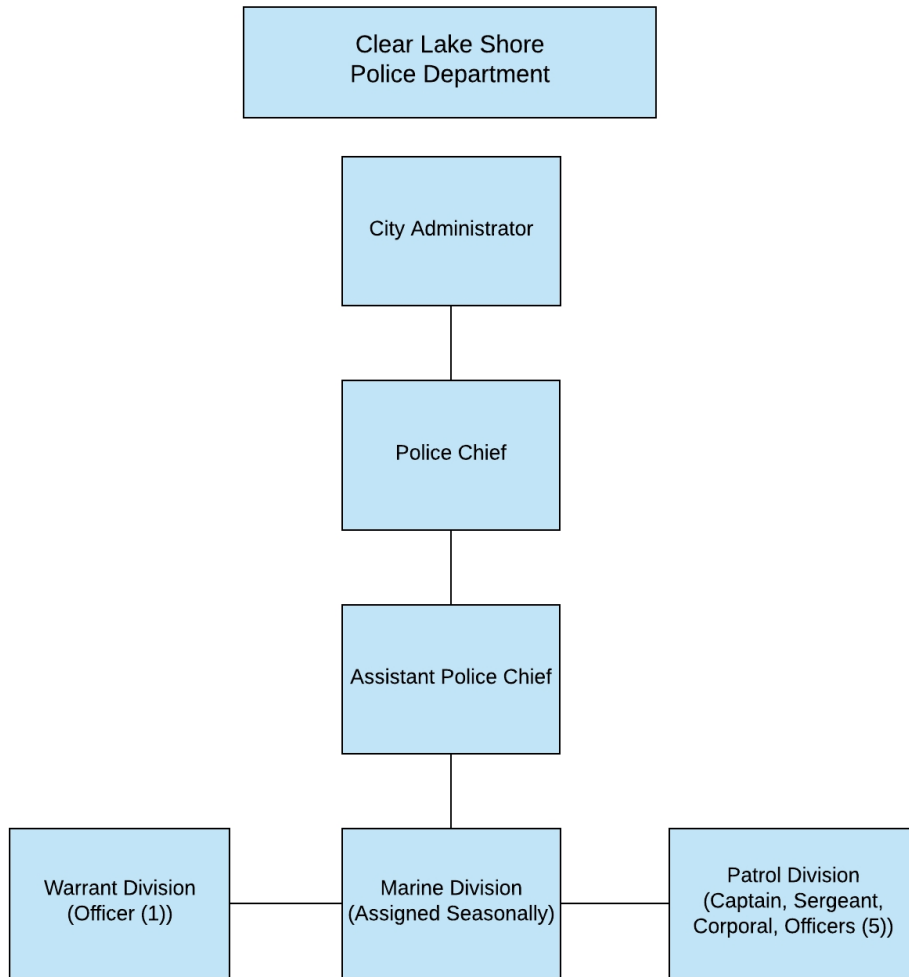 Clear Lake Shore
Police Department
City Administrator
Police Chief
Assistant Police Chief
Warrant Division
(Officer (1))
Marine Division
(Assigned Seasonally)
Patrol Division
(Captain, Sergeant,
Corporal, Officers (5))